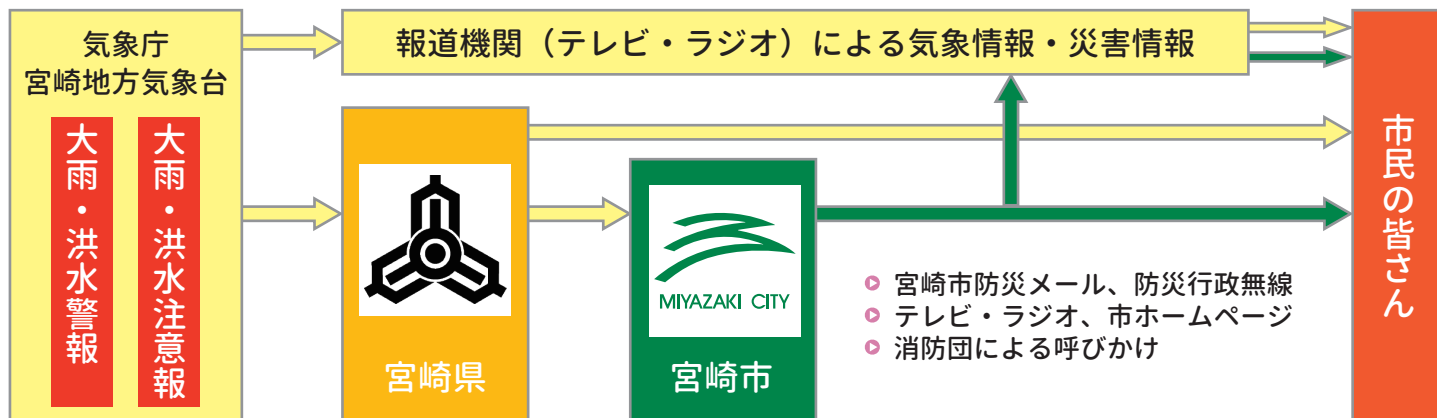 気象庁
宮崎地方気象台
大雨・洪水警報
大雨・洪水注意報
報道機関（テレビ・ラジオ）による気象情報・災害情報
宮崎県
MIYAZAKI CITY
宮崎市
宮崎市防災メール、防災行政無線
テレビ・ラジオ、市ホームページ
消防団による呼びかけ
市民の皆さん